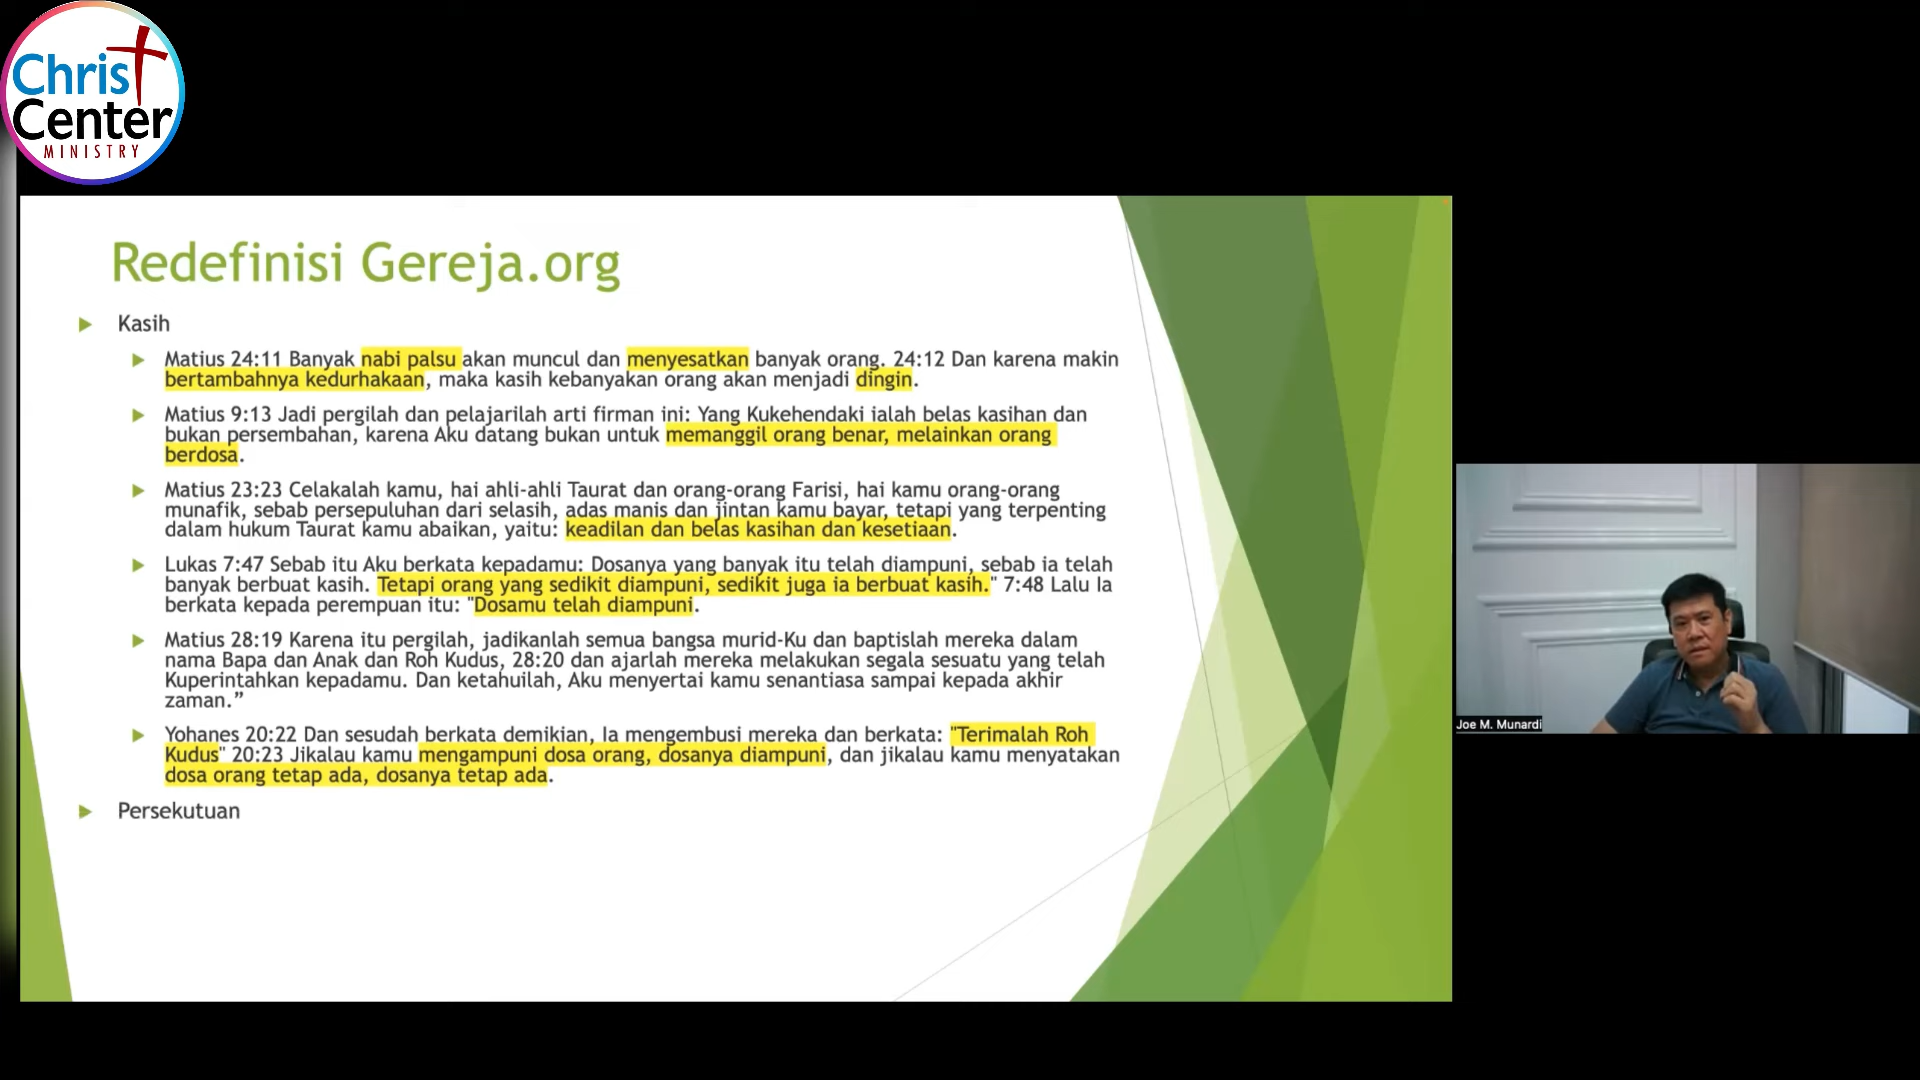 Christ
Center
MINISTRY
Redefinisi Gereja.org
Kasih
Matius 24:11 Banyak nabi palsu akan muncul dan menyesatkan banyak orang. 24:12 Dan karena makin
bertambahnya kedurhakaan, maka kasih kebanyakan orang akan menjadi dingin.
Matius 9:13 Jadi pergilah dan pelajarilah arti firman ini: Yang Kukehendaki ialah belas kasihan dan
bukan persembahan, karena Aku datang bukan untuk memanggil orang benar, melainkan orang
berdosa.
Matius 23:23 Celakalah kamu, hai ahli-ahli Taurat dan orang-orang Farisi, hai kamu orang-orang
munafik, sebab persepuluhan dari selasih, adas manis dan jintan kamu bayar, tetapi yang terpenting
dalam hukum Taurat kamu abaikan, yaitu: keadilan dan belas kasihan dan kesetiaan.
Lukas 7:47 Sebab itu Aku berkata kepadamu: Dosanya yang banyak itu telah diampuni, sebab ia telah
banyak berbuat kasih. Tetapi orang yang sedikit diampuni, sedikit juga ia berbuat kasih." 7:48 Lalu Ia
berkata kepada perempuan itu: "Dosamu telah diampuni.
Matius 28:19 Karena itu pergilah, jadikanlah semua bangsa murid-Ku dan baptislah mereka dalam
nama Bapa dan Anak dan Roh Kudus, 28:20 dan ajarlah mereka melakukan segala sesuatu yang telah
Kuperintahkan kepadamu. Dan ketahuilah, Aku menyertai kamu senantiasa sampai kepada akhir
zaman.”
Yohanes 20:22 Dan sesudah berkata demikian, Ia mengembusi mereka dan berkata: "Terimalah Roh
Kudus" 20:23 Jikalau kamu mengampuni dosa orang, dosanya diampuni, dan jikalau kamu menyatakan
dosa orang tetap ada, dosanya tetap ada.
Persekutuan
Joe M. Munardi